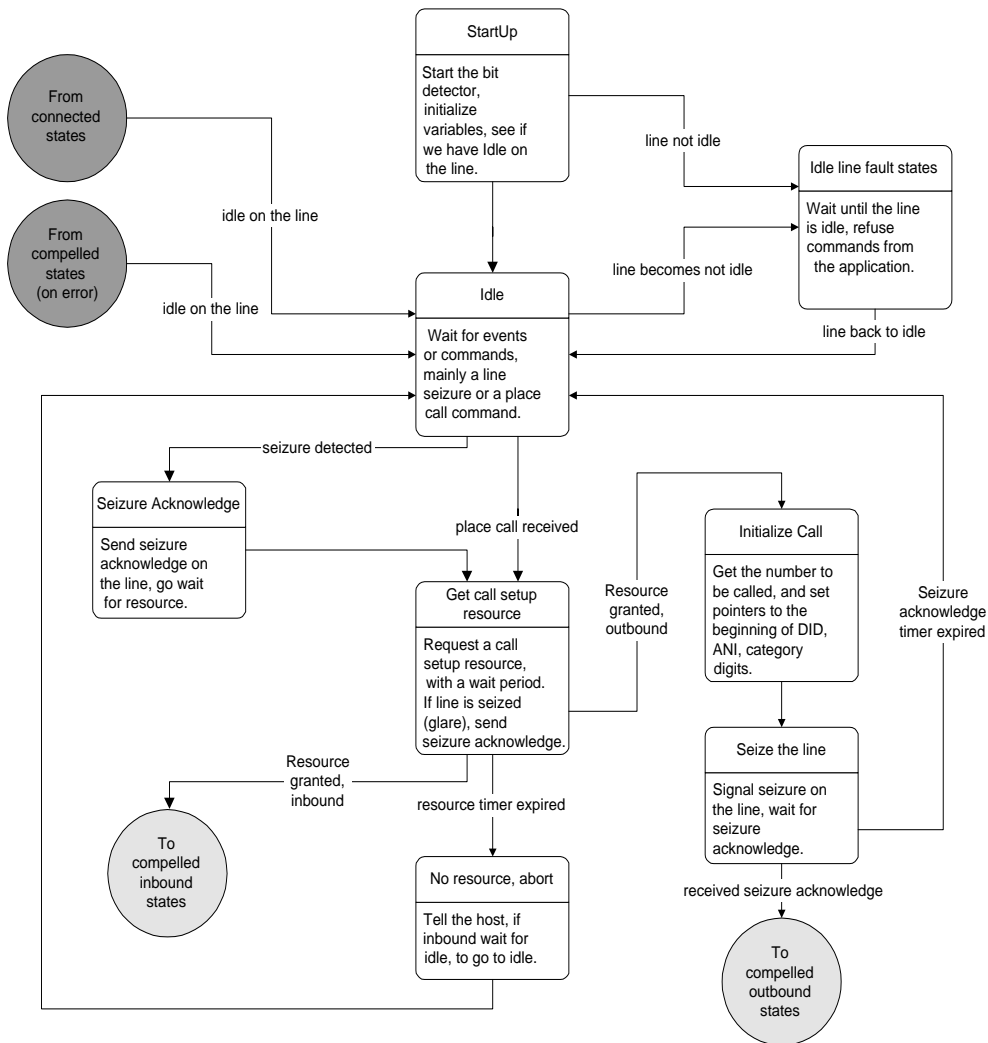 StartUp
Start the bit
detector,
initialize
variables, see if
we have Idle on
the line.
From
connected
states
line not idle
Idle line fault states
Wait until the line
is idle, refuse
commands from
the application.
idle on the line
From
compelled
states
(on error)
line becomes not idle
idle on the line
Idle
Wait for events
or commands,
mainly a line
seizure or a place
call command.
line back to idle
seizure detected
Seizure Acknowledge
Send seizure
acknowledge on
the line, go wait
for resource.
place call received
Initialize Call
Get the number to
be called, and set
pointers to the
beginning of DID,
ANI, category
digits.
Get call setup
resource
Request a call
setup resource,
with a wait period.
If line is seized
(glare), send
seizure acknowledge.
Resource
granted,
outbound
Seizure
acknowledge
timer expired
Seize the line
Signal seizure on
the line, wait for
seizure
acknowledge.
Resource
granted,
inbound
resource timer expired
To
compelled
inbound
states
No resource, abort
Tell the host, if
inbound wait for
idle, to go to idle.
received seizure acknowledge
To
compelled
outbound
states